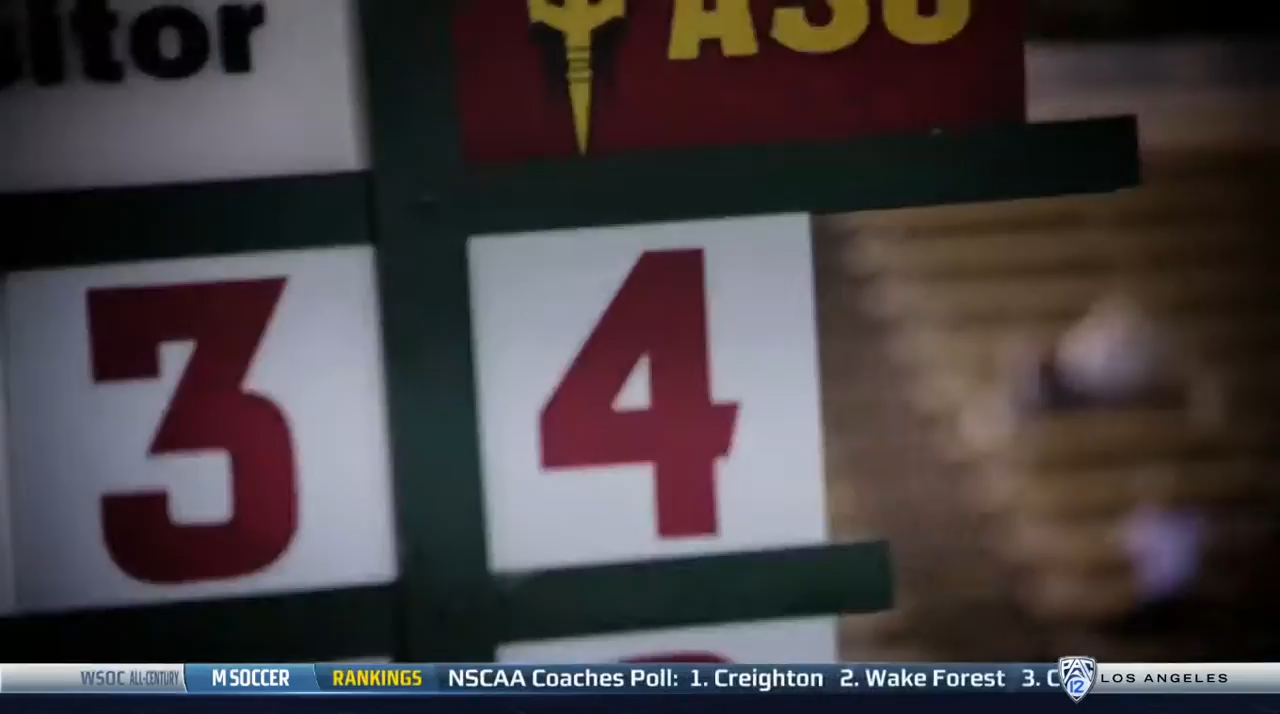 ASU
3 4
WSOC ALL-CENTURY M SOCCER RANKINGS NSCAA Coaches Poll: 1. Creighton 2. Wake Forest 3. C PAC 12 LOS ANGELES